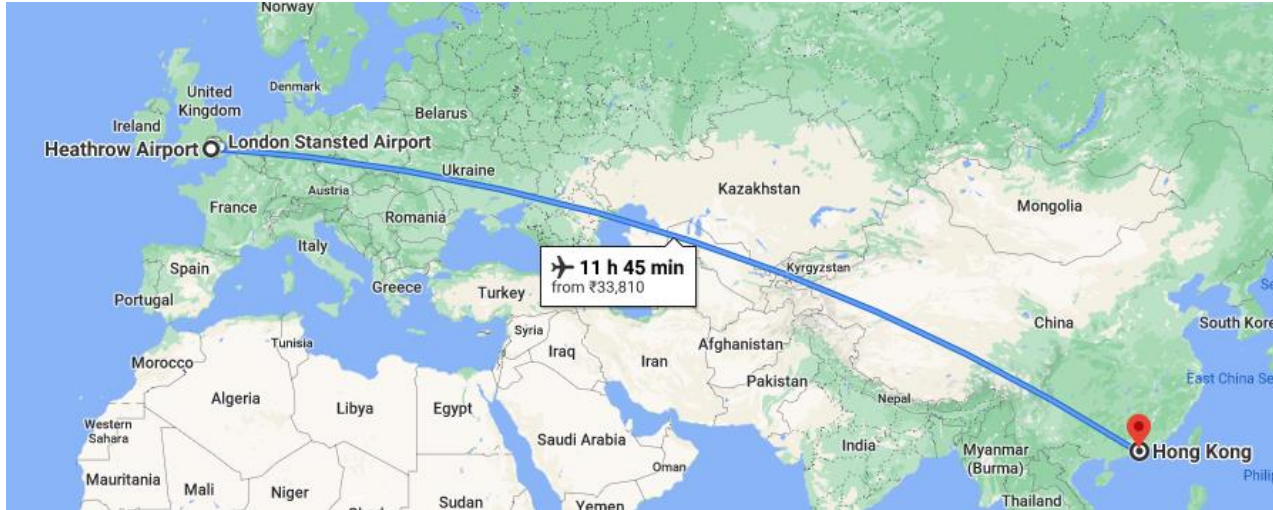 Norway
United
Kingdom
Denmark
Ireland
Belarus
Heathrow Airport
London Stansted Airport
Ukraine
Kazakhstan
Austria
France
Mongolia
Romania
Italy
11 h 45 min
from ₹33,810
Kyrgyzstan
Spain
Greece
Turkey
Portugal
China
South Kore
Syria
Tunisia
Afghanistan
Morocco
Iraq
Iran
East China Se
Pakistan
Algeria
Nepal
Libya
Egypt
Western
Sahara
Saudi Arabia
India
Myanmar
(Burma)
Hong Kong
Oman
Mauritania
Philip
Mali
Niger
Sudan
Yemen
Thailand